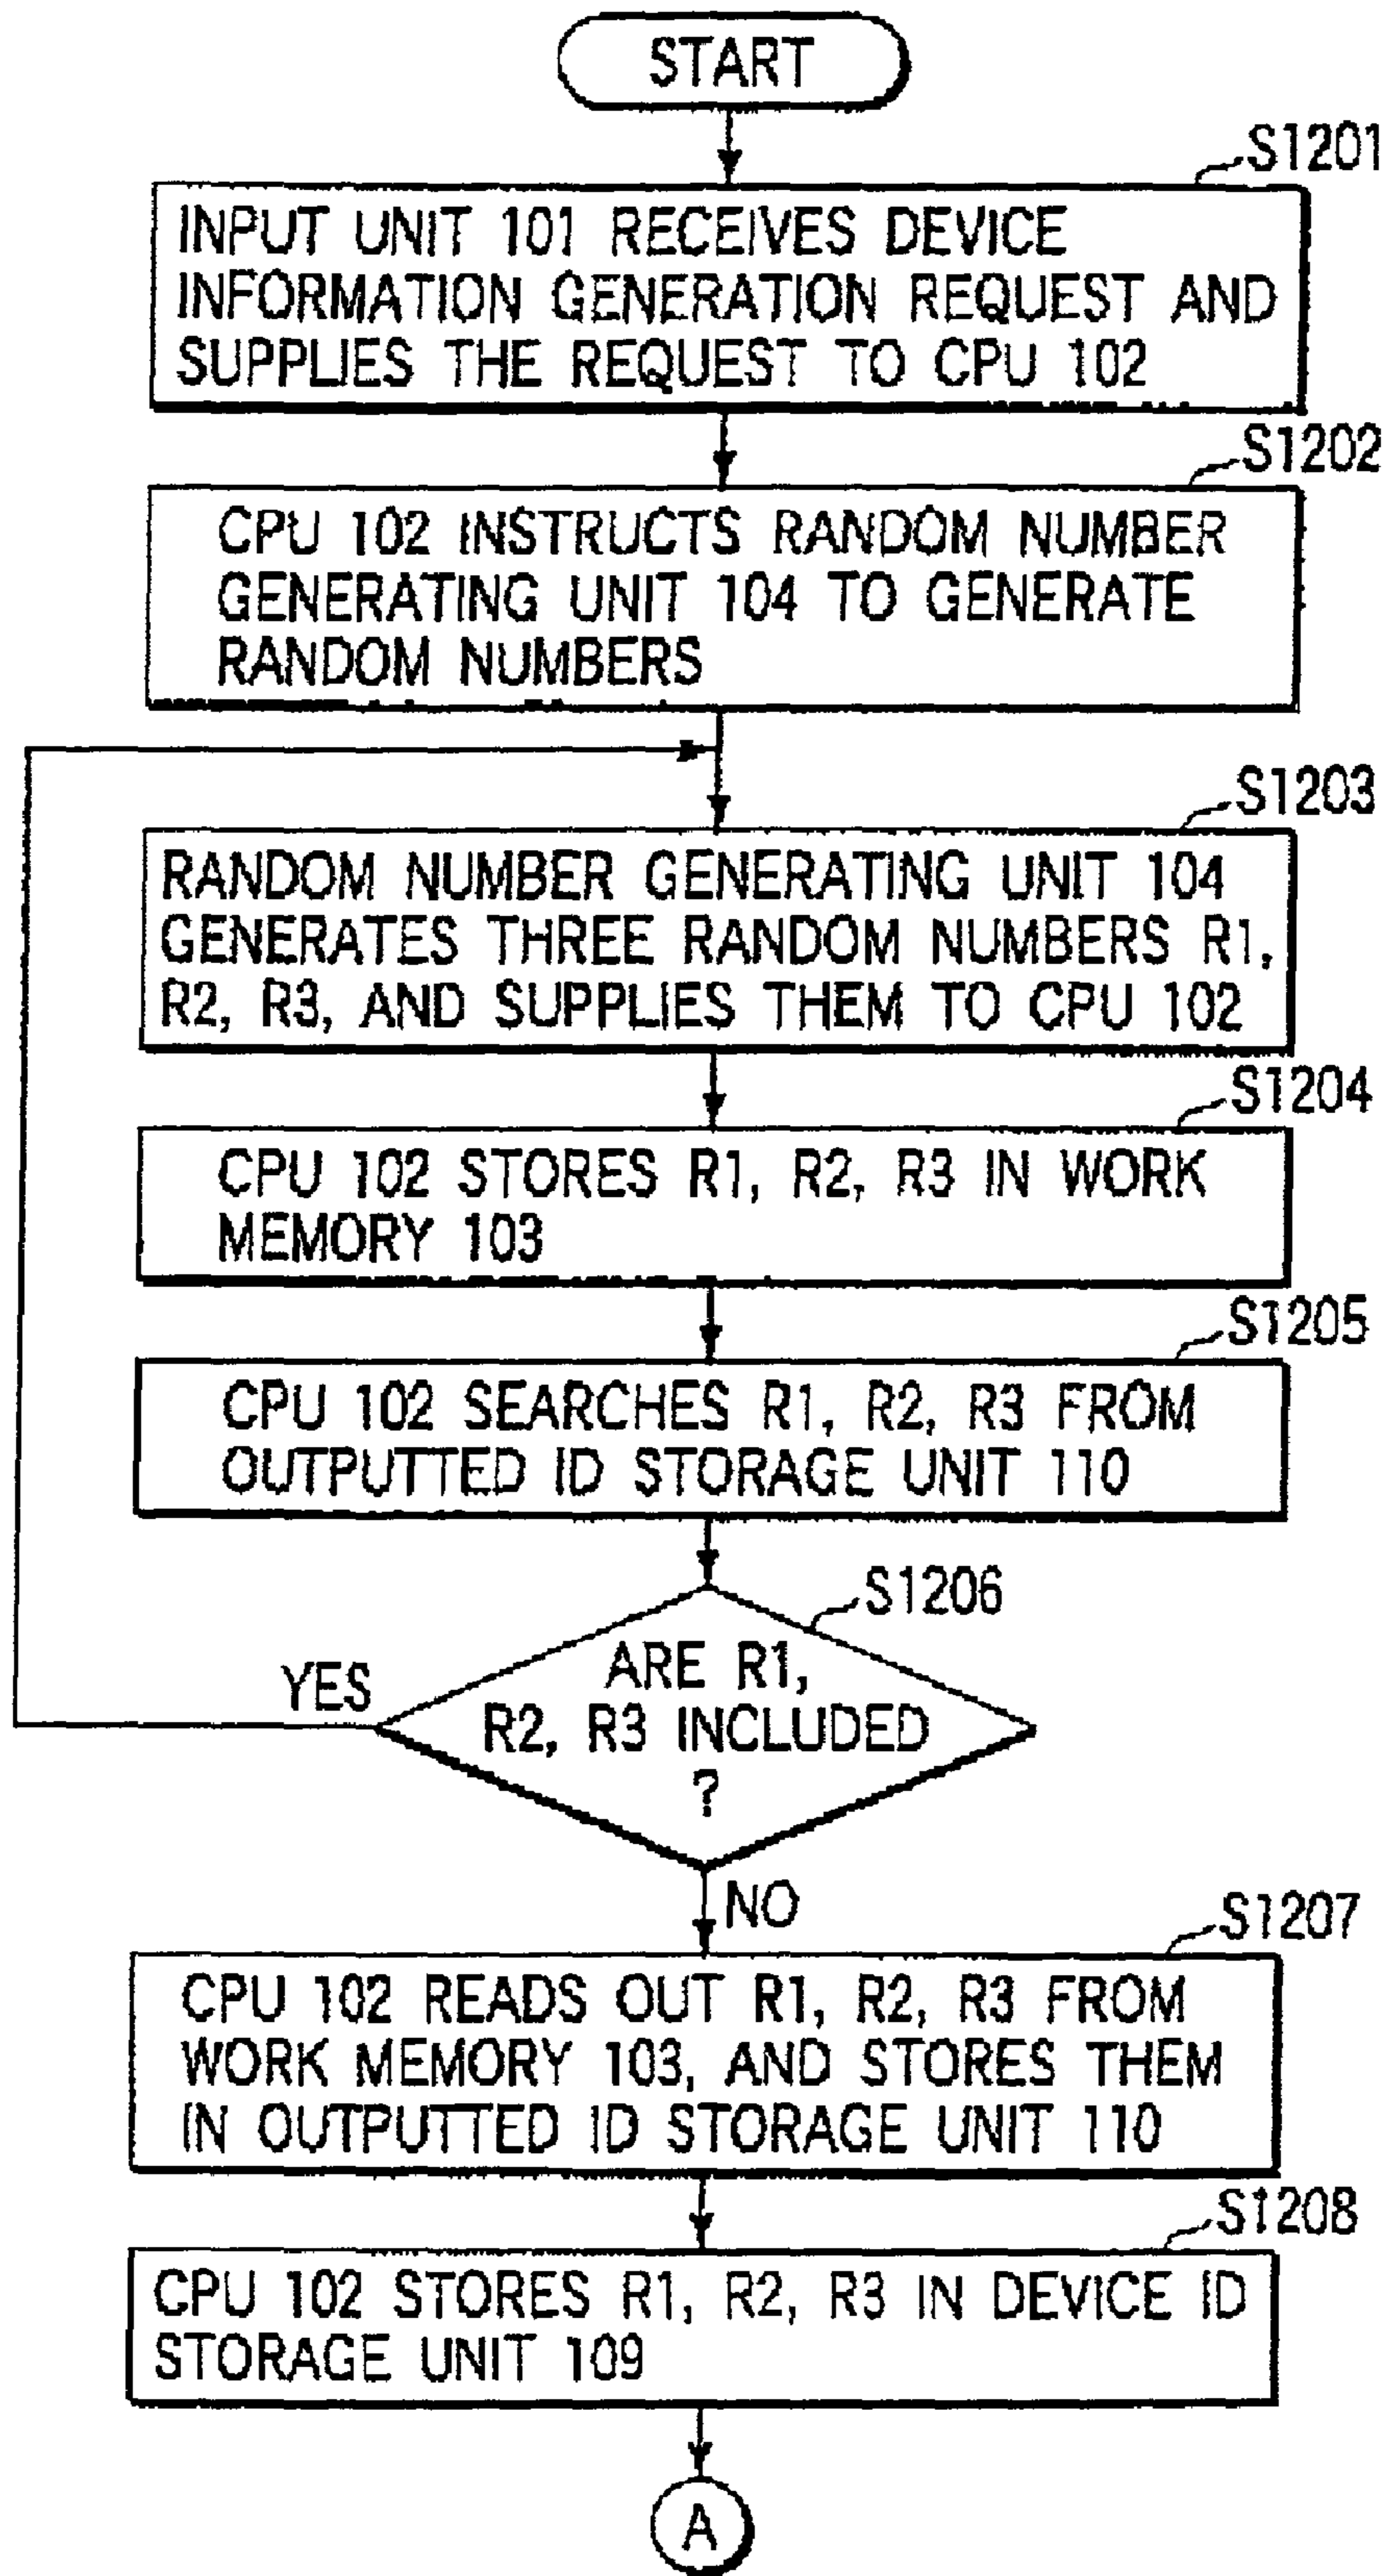 START
S1201
INPUT UNIT 101 RECEIVES DEVICE
INFORMATION GENERATION REQUEST AND
SUPPLIES THE REQUEST TO CPU 102
S1202
CPU 102 INSTRUCTS RANDOM NUMBER
GENERATING UNIT 104 TO GENERATE
RANDOM NUMBERS
S1203
RANDOM NUMBER GENERATING UNIT 104
GENERATES THREE RANDOM NUMBERS R1,
R2, R3, AND SUPPLIES THEM TO CPU 102
S1204
CPU 102 STORES R1, R2, R3 IN WORK
MEMORY 103
S1205
CPU 102 SEARCHES R1, R2, R3 FROM
OUTPUTTED ID STORAGE UNIT 110
S1206
ARE R1,
R2, R3 INCLUDED
?
YES
NO
S1207
CPU 102 READS OUT R1, R2, R3 FROM
WORK MEMORY 103, AND STORES THEM
IN OUTPUTTED ID STORAGE UNIT 110
S1208
CPU 102 STORES R1, R2, R3 IN DEVICE ID
STORAGE UNIT 109
A